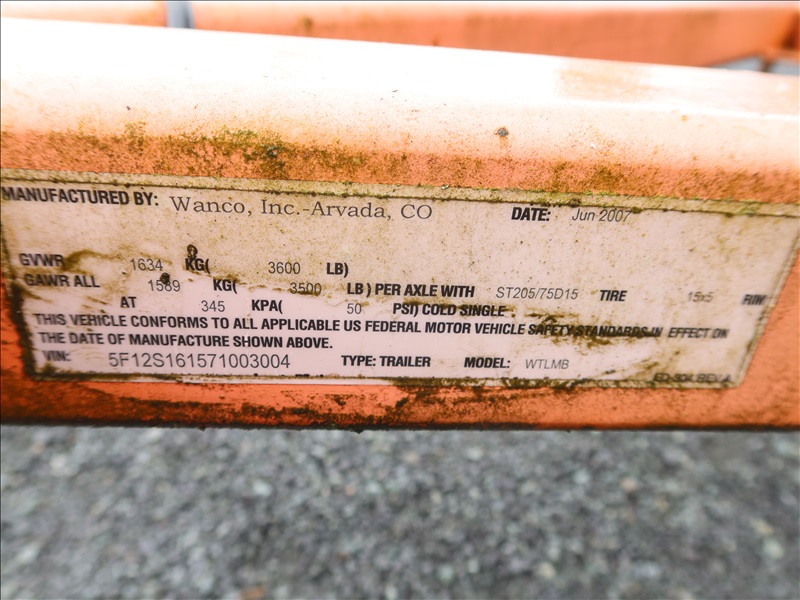 MANUFACTURED BY: Wanco, Inc.-Arvada, CO DATE: Jun 2007
GVWR 1634 KG( 3600 LB)
GAWR ALL 1589 KG( 3500 LB) PER AXLE WITH ST205/75D15 TIRE 15x5 RIM
AT 345 KPA( 50 PSI) COLD SINGLE.
THIS VEHICLE CONFORMS TO ALL APPLICABLE US FEDERAL MOTOR VEHICLE SAFETY STANDARDS IN EFFECT ON
THE DATE OF MANUFACTURE SHOWN ABOVE.
VIN: 5F12S161571003004 TYPE: TRAILER MODEL: WTLMB